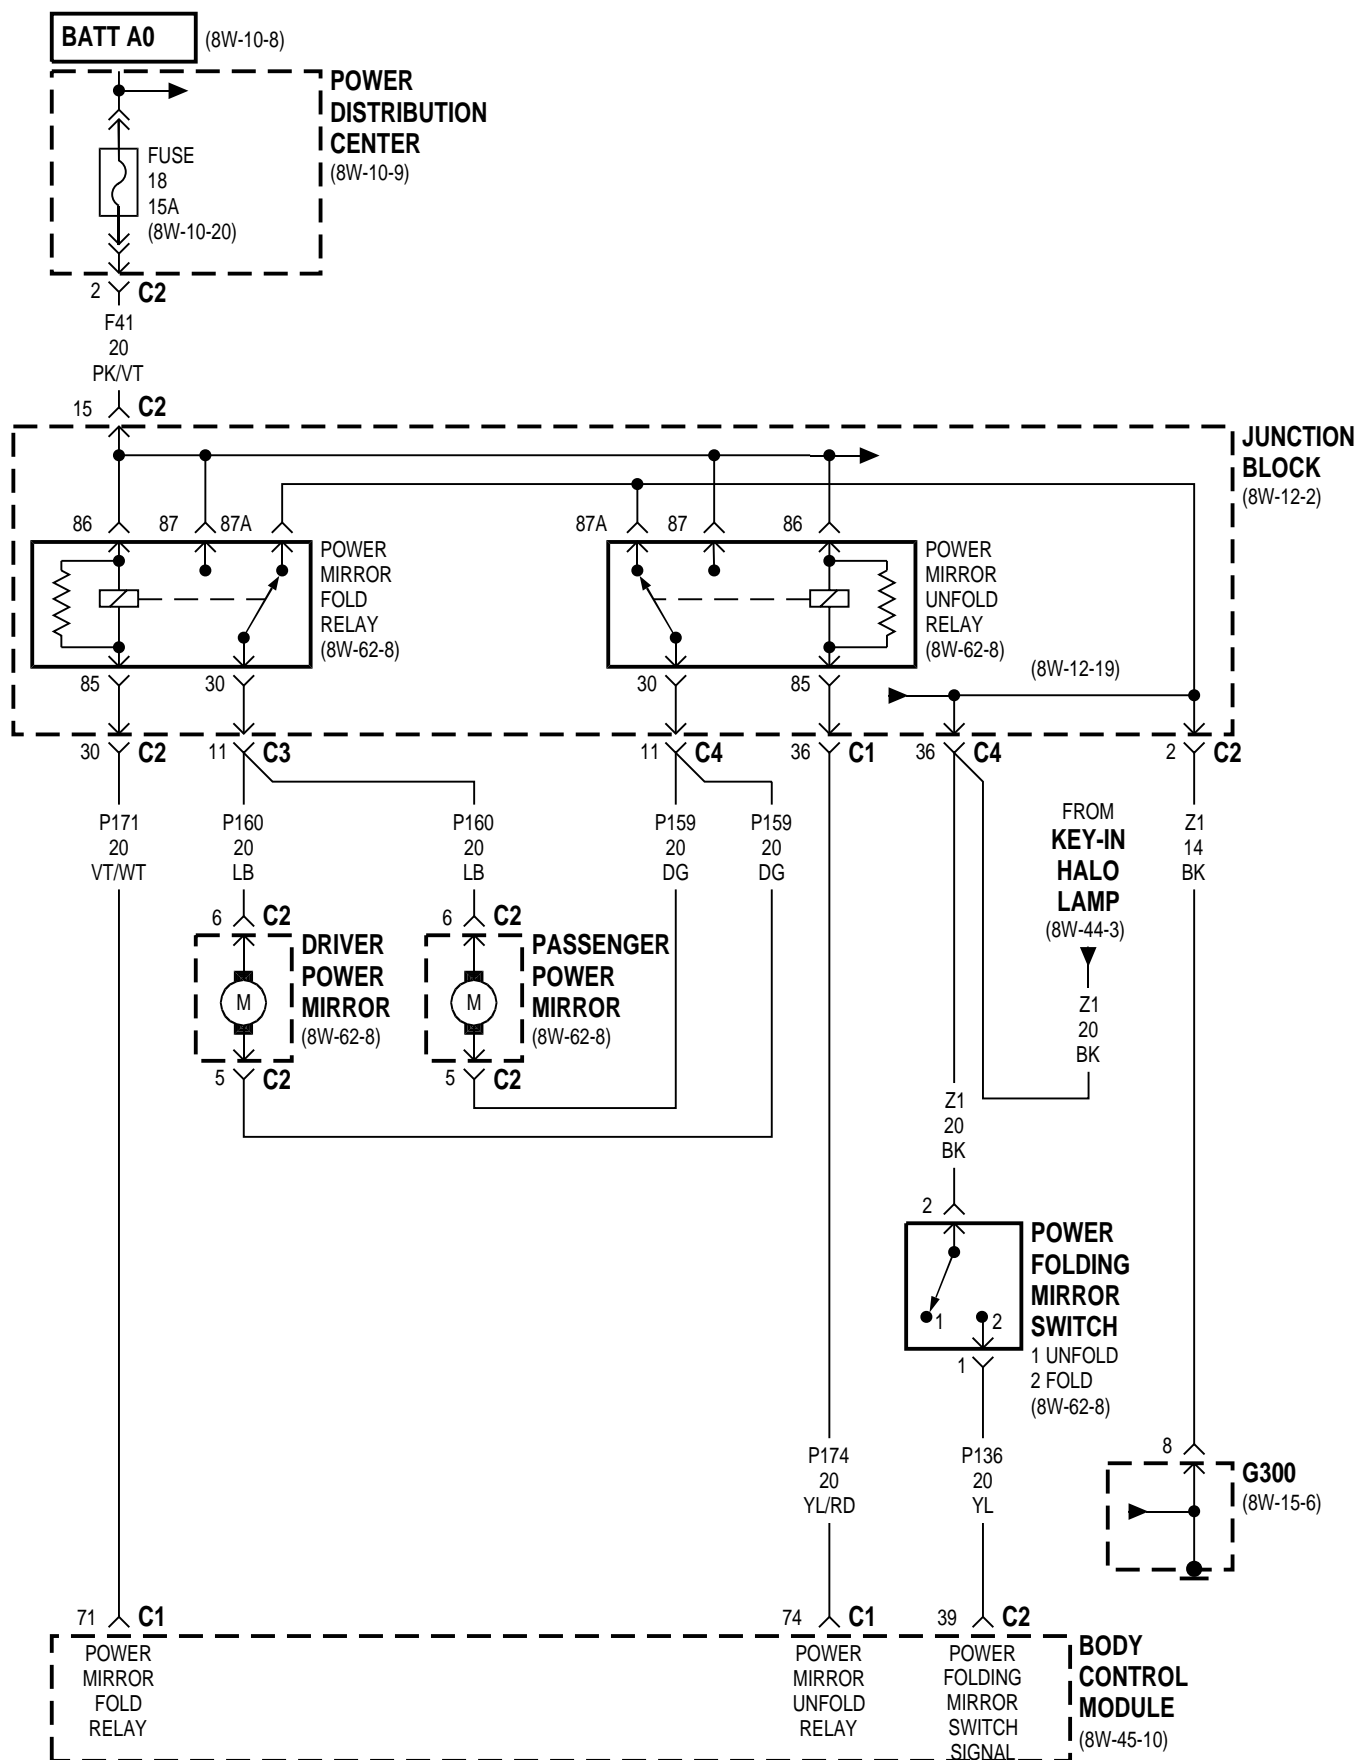 BATT A0 (8W-10-8)
POWER
DISTRIBUTION
CENTER
(8W-10-9)
FUSE
18
15A
(8W-10-20)
2 C2
F41
20
PK/VT
15 C2
JUNCTION
BLOCK
(8W-12-2)
86 87 87A
87A 87 86
POWER
MIRROR
FOLD
RELAY
(8W-62-8)
POWER
MIRROR
UNFOLD
RELAY
(8W-62-8)
(8W-12-19)
85 30
30 85
30 C2
11 C3
11 C4
36 C1
36 C4
2 C2
P171
20
VT/WT
P160
20
LB
P160
20
LB
P159
20
DG
P159
20
DG
FROM
KEY-IN
HALO
LAMP
(8W-44-3)
Z1
14
BK
6 C2
6 C2
DRIVER
POWER
MIRROR
(8W-62-8)
M
PASSENGER
POWER
MIRROR
(8W-62-8)
M
5 C2
5 C2
Z1
20
BK
Z1
20
BK
2
POWER
FOLDING
MIRROR
SWITCH
1 UNFOLD
2 FOLD
(8W-62-8)
1
2
1
P174
20
YL/RD
P136
20
YL
8
G300
(8W-15-6)
71 C1
74 C1
39 C2
POWER
MIRROR
FOLD
RELAY
POWER
MIRROR
UNFOLD
RELAY
POWER
FOLDING
MIRROR
SWITCH
SIGNAL
BODY
CONTROL
MODULE
(8W-45-10)